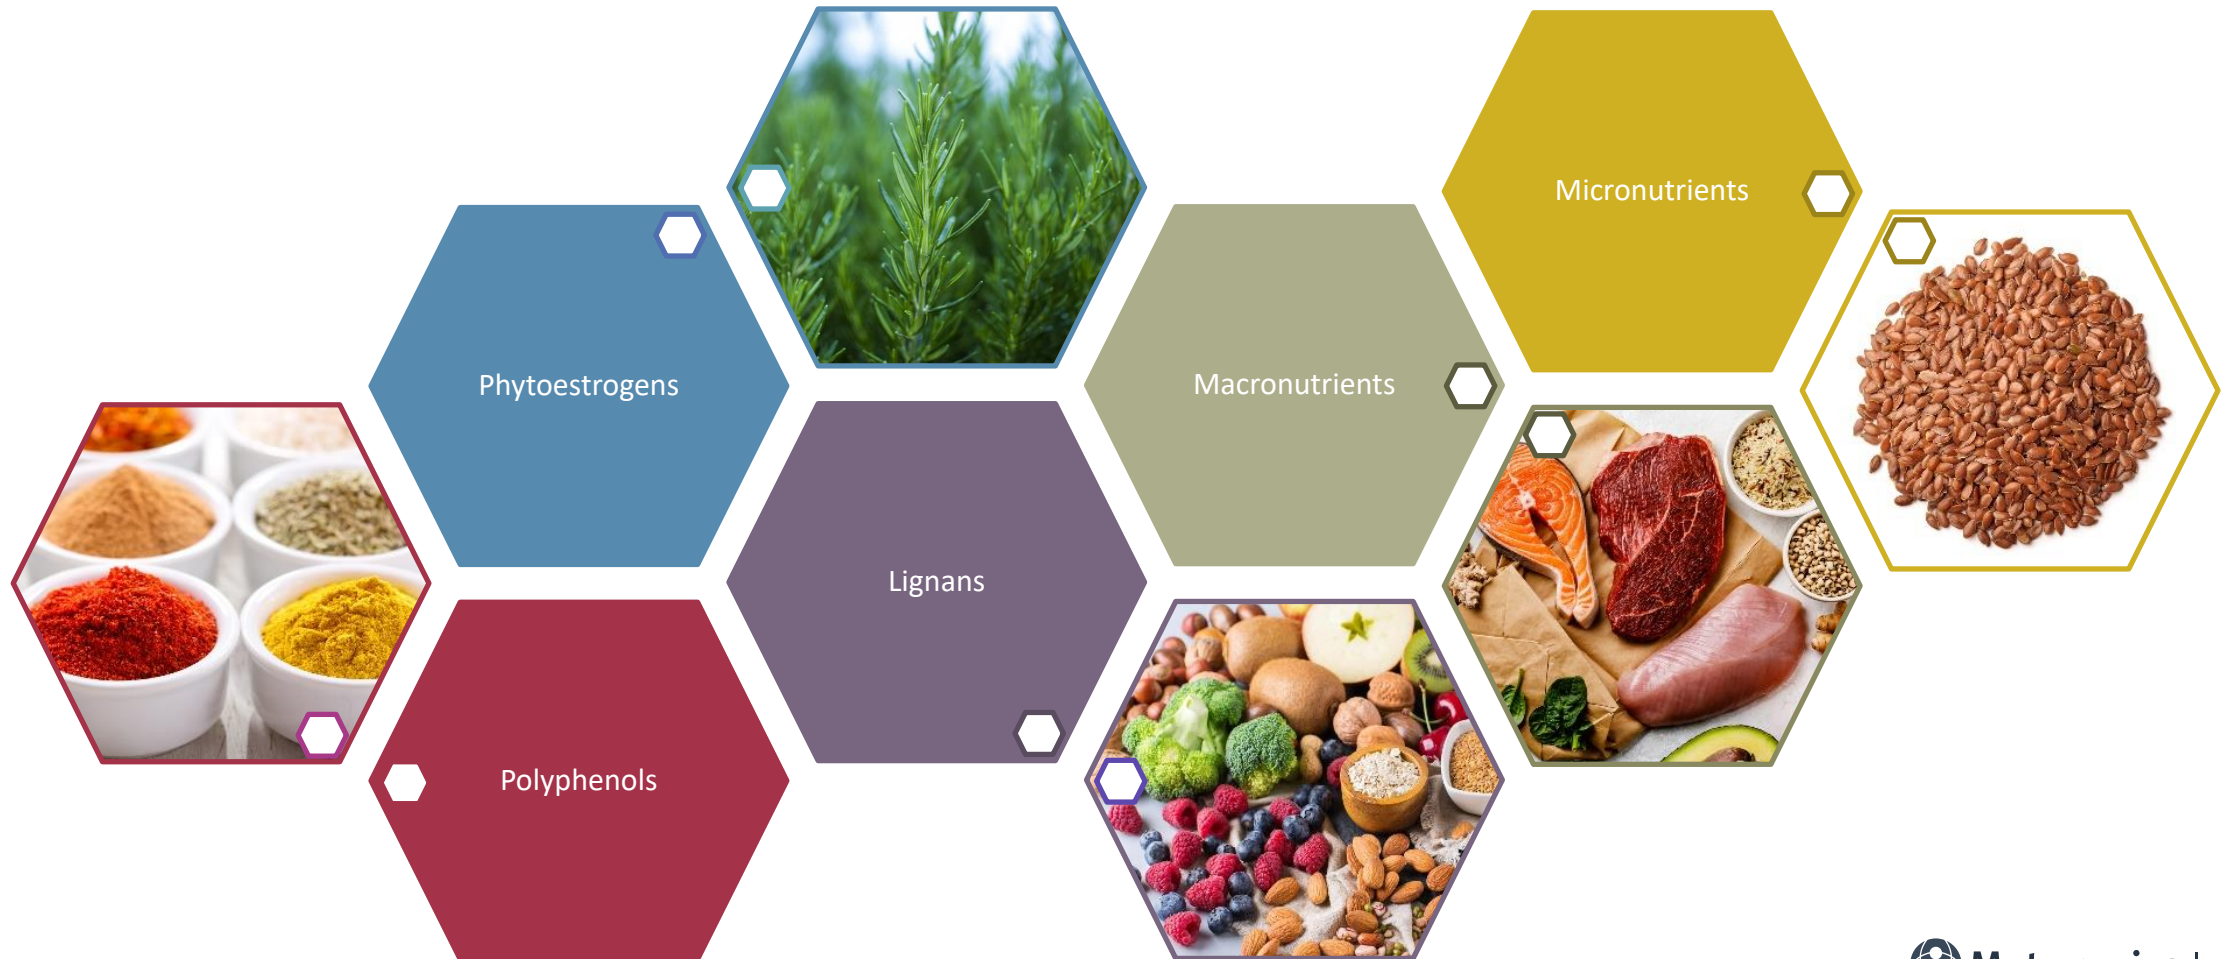 Micronutrients
Phytoestrogens
Macronutrients
Lignans
Polyphenols